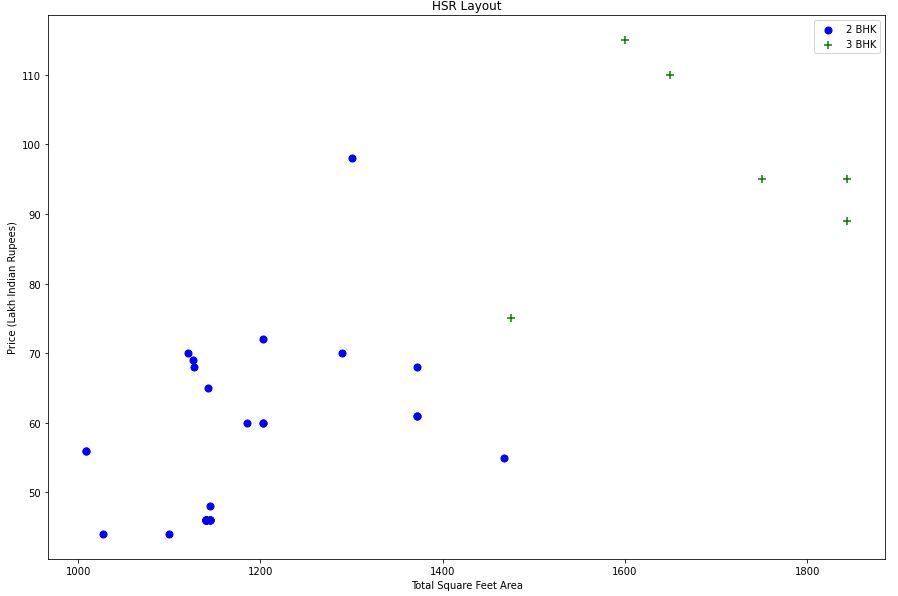 HSR Layout
2 BHK
3 BHK
110
100
90
80
70
60
50
Price (Lakh Indian Rupees)
1000 1200 1400 1600 1800
Total Square Feet Area